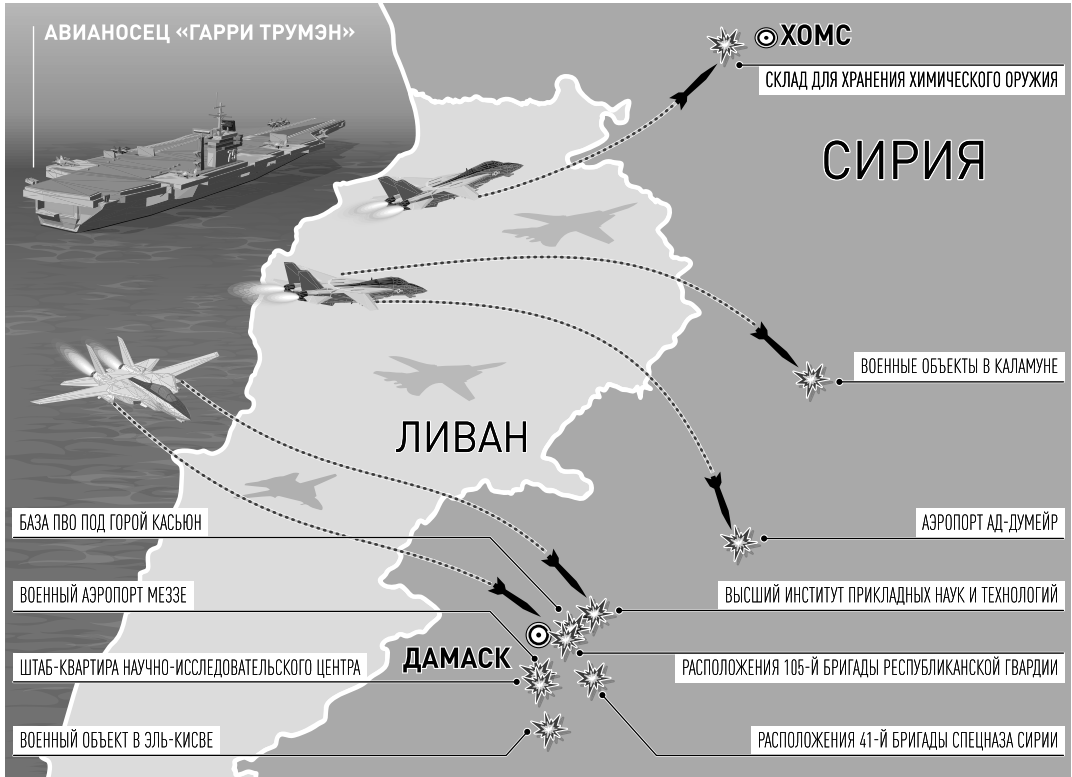 АВИАНОСЕЦ «ГАРРИ ТРУМЭН»
ХОМС
СКЛАД ДЛЯ ХРАНЕНИЯ ХИМИЧЕСКОГО ОРУЖИЯ
75
СИРИЯ
ВОЕННЫЕ ОБЪЕКТЫ В КАЛАМУНЕ
ЛИВАН
БАЗА ПВО ПОД ГОРОЙ КАСЬЮН
АЭРОПОРТ АД-ДУМЕЙР
ВОЕННЫЙ АЭРОПОРТ МЕЗЗЕ
ВЫСШИЙ ИНСТИТУТ ПРИКЛАДНЫХ НАУК И ТЕХНОЛОГИЙ
ДАМАСК
ШТАБ-КВАРТИРА НАУЧНО-ИССЛЕДОВАТЕЛЬСКОГО ЦЕНТРА
РАСПОЛОЖЕНИЯ 105-Й БРИГАДЫ РЕСПУБЛИКАНСКОЙ ГВАРДИИ
ВОЕННЫЙ ОБЪЕКТ В ЭЛЬ-КИСВЕ
РАСПОЛОЖЕНИЯ 41-Й БРИГАДЫ СПЕЦНАЗА СИРИИ